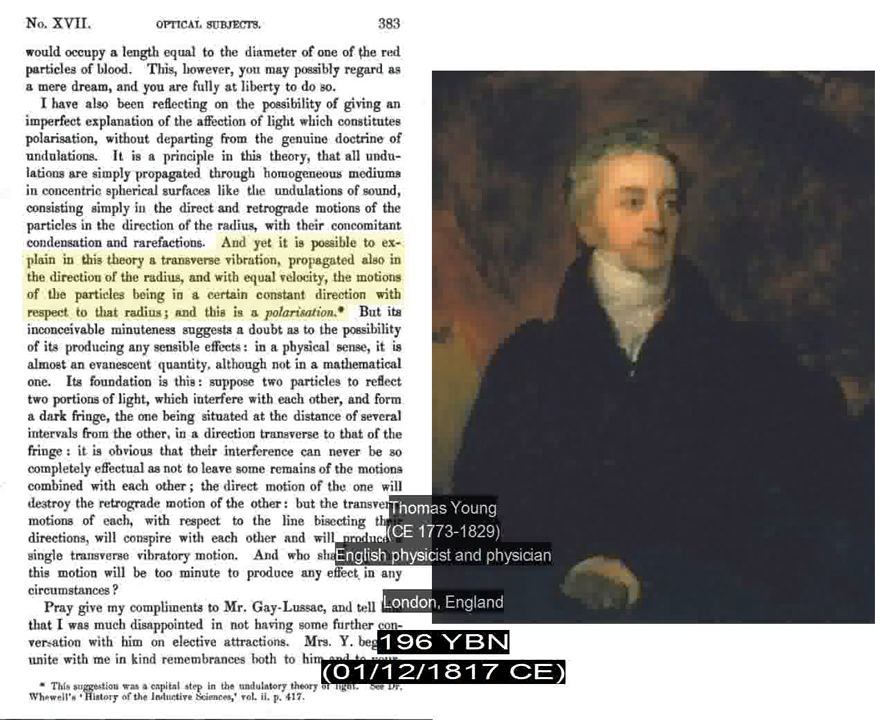 No. XVII. OPTICAL SUBJECTS. 383
would occupy a length equal to the diameter of one of the red
particles of blood. This, however, you may possibly regard as
a mere dream, and you are fully at liberty to do so.
I have also been reflecting on the possibility of giving an
imperfect explanation of the affection of light which constitutes
polarisation, without departing from the genuine doctrine of
undulations. It is a principle in this theory, that all undu-
lations are simply propagated through homogeneous mediums
in concentric spherical surfaces like the undulations of sound,
consisting simply in the direct and retrograde motions of the
particles in the direction of the radius, with their concomitant
condensation and rarefactions. And yet it is possible to ex-
plain in this theory a transverse vibration, propagated also in
the direction of the radius, and with equal velocity, the motions
of the particles being in a certain constant direction with
respect to that radius; and this is a polarisation.* But its
inconceivable minuteness suggests a doubt as to the possibility
of its producing any sensible effects: in a physical sense, it is
almost an evanescent quantity, although not in a mathematical
one. Its foundation is this: suppose two particles to reflect
two portions of light, which interfere with each other, and form
a dark fringe, the one being situated at the distance of several
intervals from the other, in a direction transverse to that of the
fringe: it is obvious that their interference can never be so
completely effectual as not to leave some remains of the motions
combined with each other; the direct motion of the one will
destroy the retrograde motion of the other: but the
motions of each, with respect to the line bisecting
directions, will conspire with each other and will produce
single transverse vibratory motion. And who
this motion will be too minute to produce any effect in any
circumstances?
Pray give my compliments to Mr. Gay-Lussac, and tell
that I was much disappointed in not having some further con-
versation with him on elective attractions. Mrs. Y.
unite with me in kind remembrances both to him
* This suggestion was a capital step in the undulatory theory of light. See Dr.
Whewell's 'History of the Inductive Sciences,' vol. ii. p. 417.
Thomas Young
(CE 1773-1829)
English physicist and physician
London, England
196 YBN
(01/12/1817 CE)